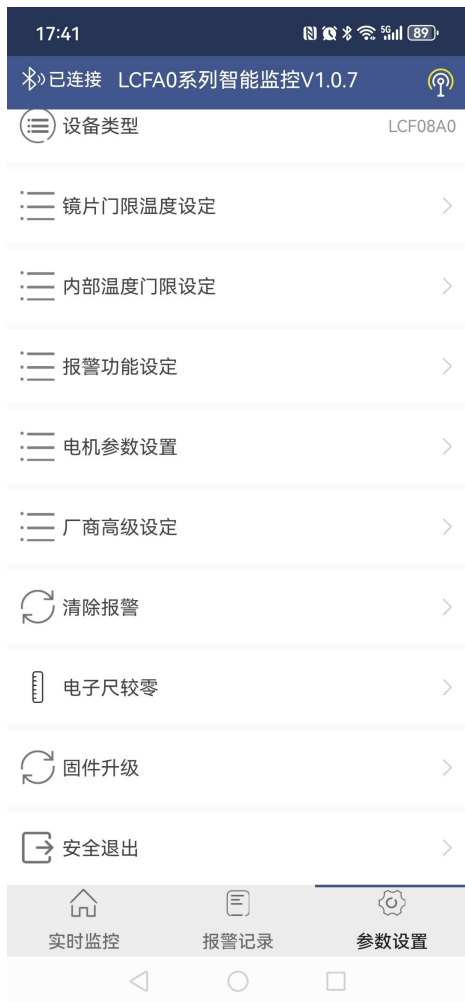 17:41
5G 89
已连接 LCFA0系列智能监控V1.0.7
设备类型 LCF08A0
镜片门限温度设定
内部温度门限设定
报警功能设定
电机参数设置
厂商高级设定
清除报警
电子尺较零
固件升级
安全退出
实时监控 报警记录 参数设置